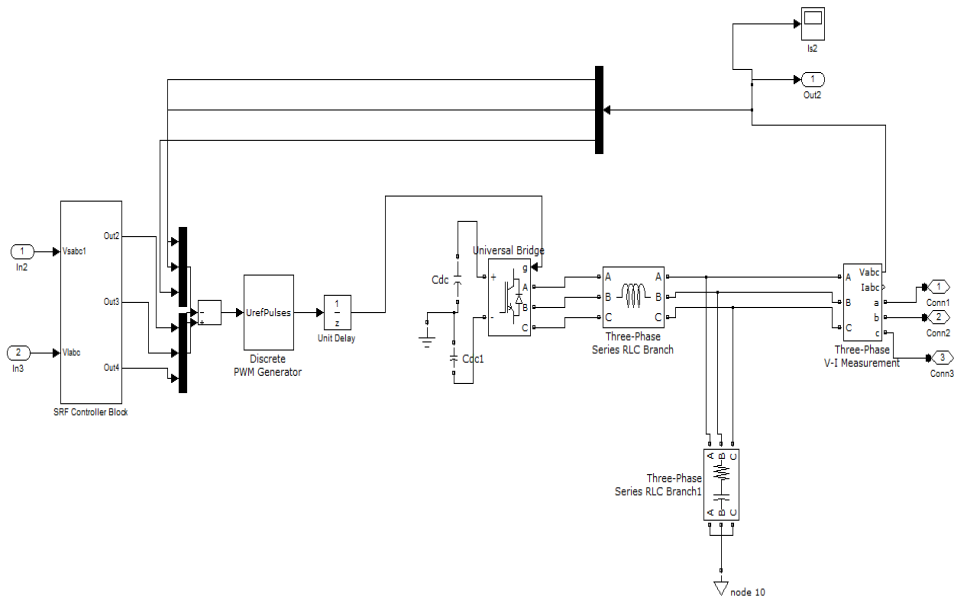 Is2
1
Out2
Universal Bridge
Vsabc1
Out2
1
In2
g
+
A
B
-
C
Cdc
A
B
C
A
B
C
Vabc
A
Iabc
B
a
b
C
c
1
Conn1
2
Conn2
3
Conn3
Out3
-
+
UrefPulses
1
z
Unit Delay
Cdc1
Three-Phase
Series RLC Branch
Three-Phase
V-I Measurement
2
In3
VIabc
Out4
Discrete
PWM Generator
SRF Controller Block
A B C
Three-Phase
Series RLC Branch1
A B C
node 10